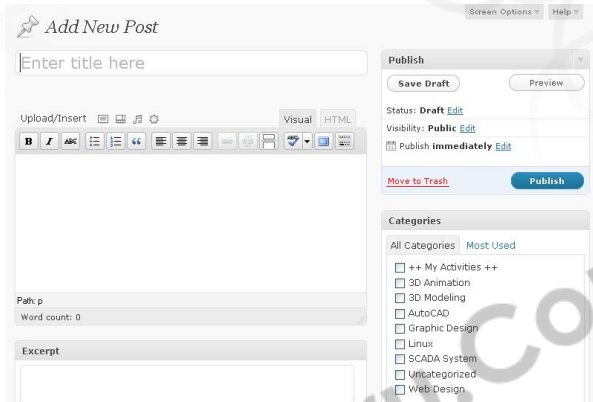 Screen Options Help
Add New Post
Enter title here
Upload/Insert
Visual HTML
B I ABC
ABC
Path: p
Word count: 0
Excerpt
Publish
Save Draft Preview
Status: Draft Edit
Visibility: Public Edit
Publish immediately Edit
Move to Trash Publish
Categories
All Categories Most Used
++ My Activities ++
3D Animation
3D Modeling
AutoCAD
Graphic Design
Linux
SCADA System
Uncategorized
Web Design